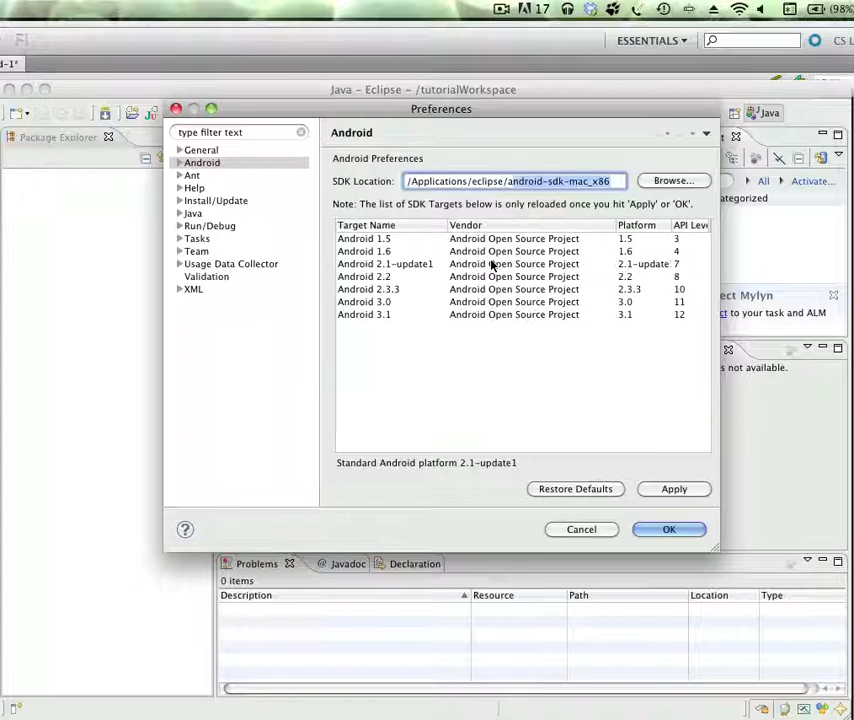 17
(98%
ESSENTIALS
CS L
d-1*
Java – Eclipse – /tutorialWorkspace
Preferences
Java
Package Explorer
type filter text
General
Android
Ant
Help
Install/Update
Java
Run/Debug
Tasks
Team
Usage Data Collector
Validation
XML
Android
Android Preferences
SDK Location: /Applications/eclipse/android-sdk-mac_x86 Browse...
Note: The list of SDK Targets below is only reloaded once you hit 'Apply' or 'OK'.
Target Name Vendor Platform API Leve
Android 1.5 Android Open Source Project 1.5 3
Android 1.6 Android Open Source Project 1.6 4
Android 2.1-update1 Android Open Source Project 2.1-update 7
Android 2.2 Android Open Source Project 2.2 8
Android 2.3.3 Android Open Source Project 2.3.3 10
Android 3.0 Android Open Source Project 3.0 11
Android 3.1 Android Open Source Project 3.1 12
Standard Android platform 2.1-update1
Restore Defaults Apply
? Cancel OK
All Activate...
ategorized
ct Mylyn
ct to your task and ALM
s not available.
Problems Javadoc Declaration
0 items
Description Resource Path Location Type